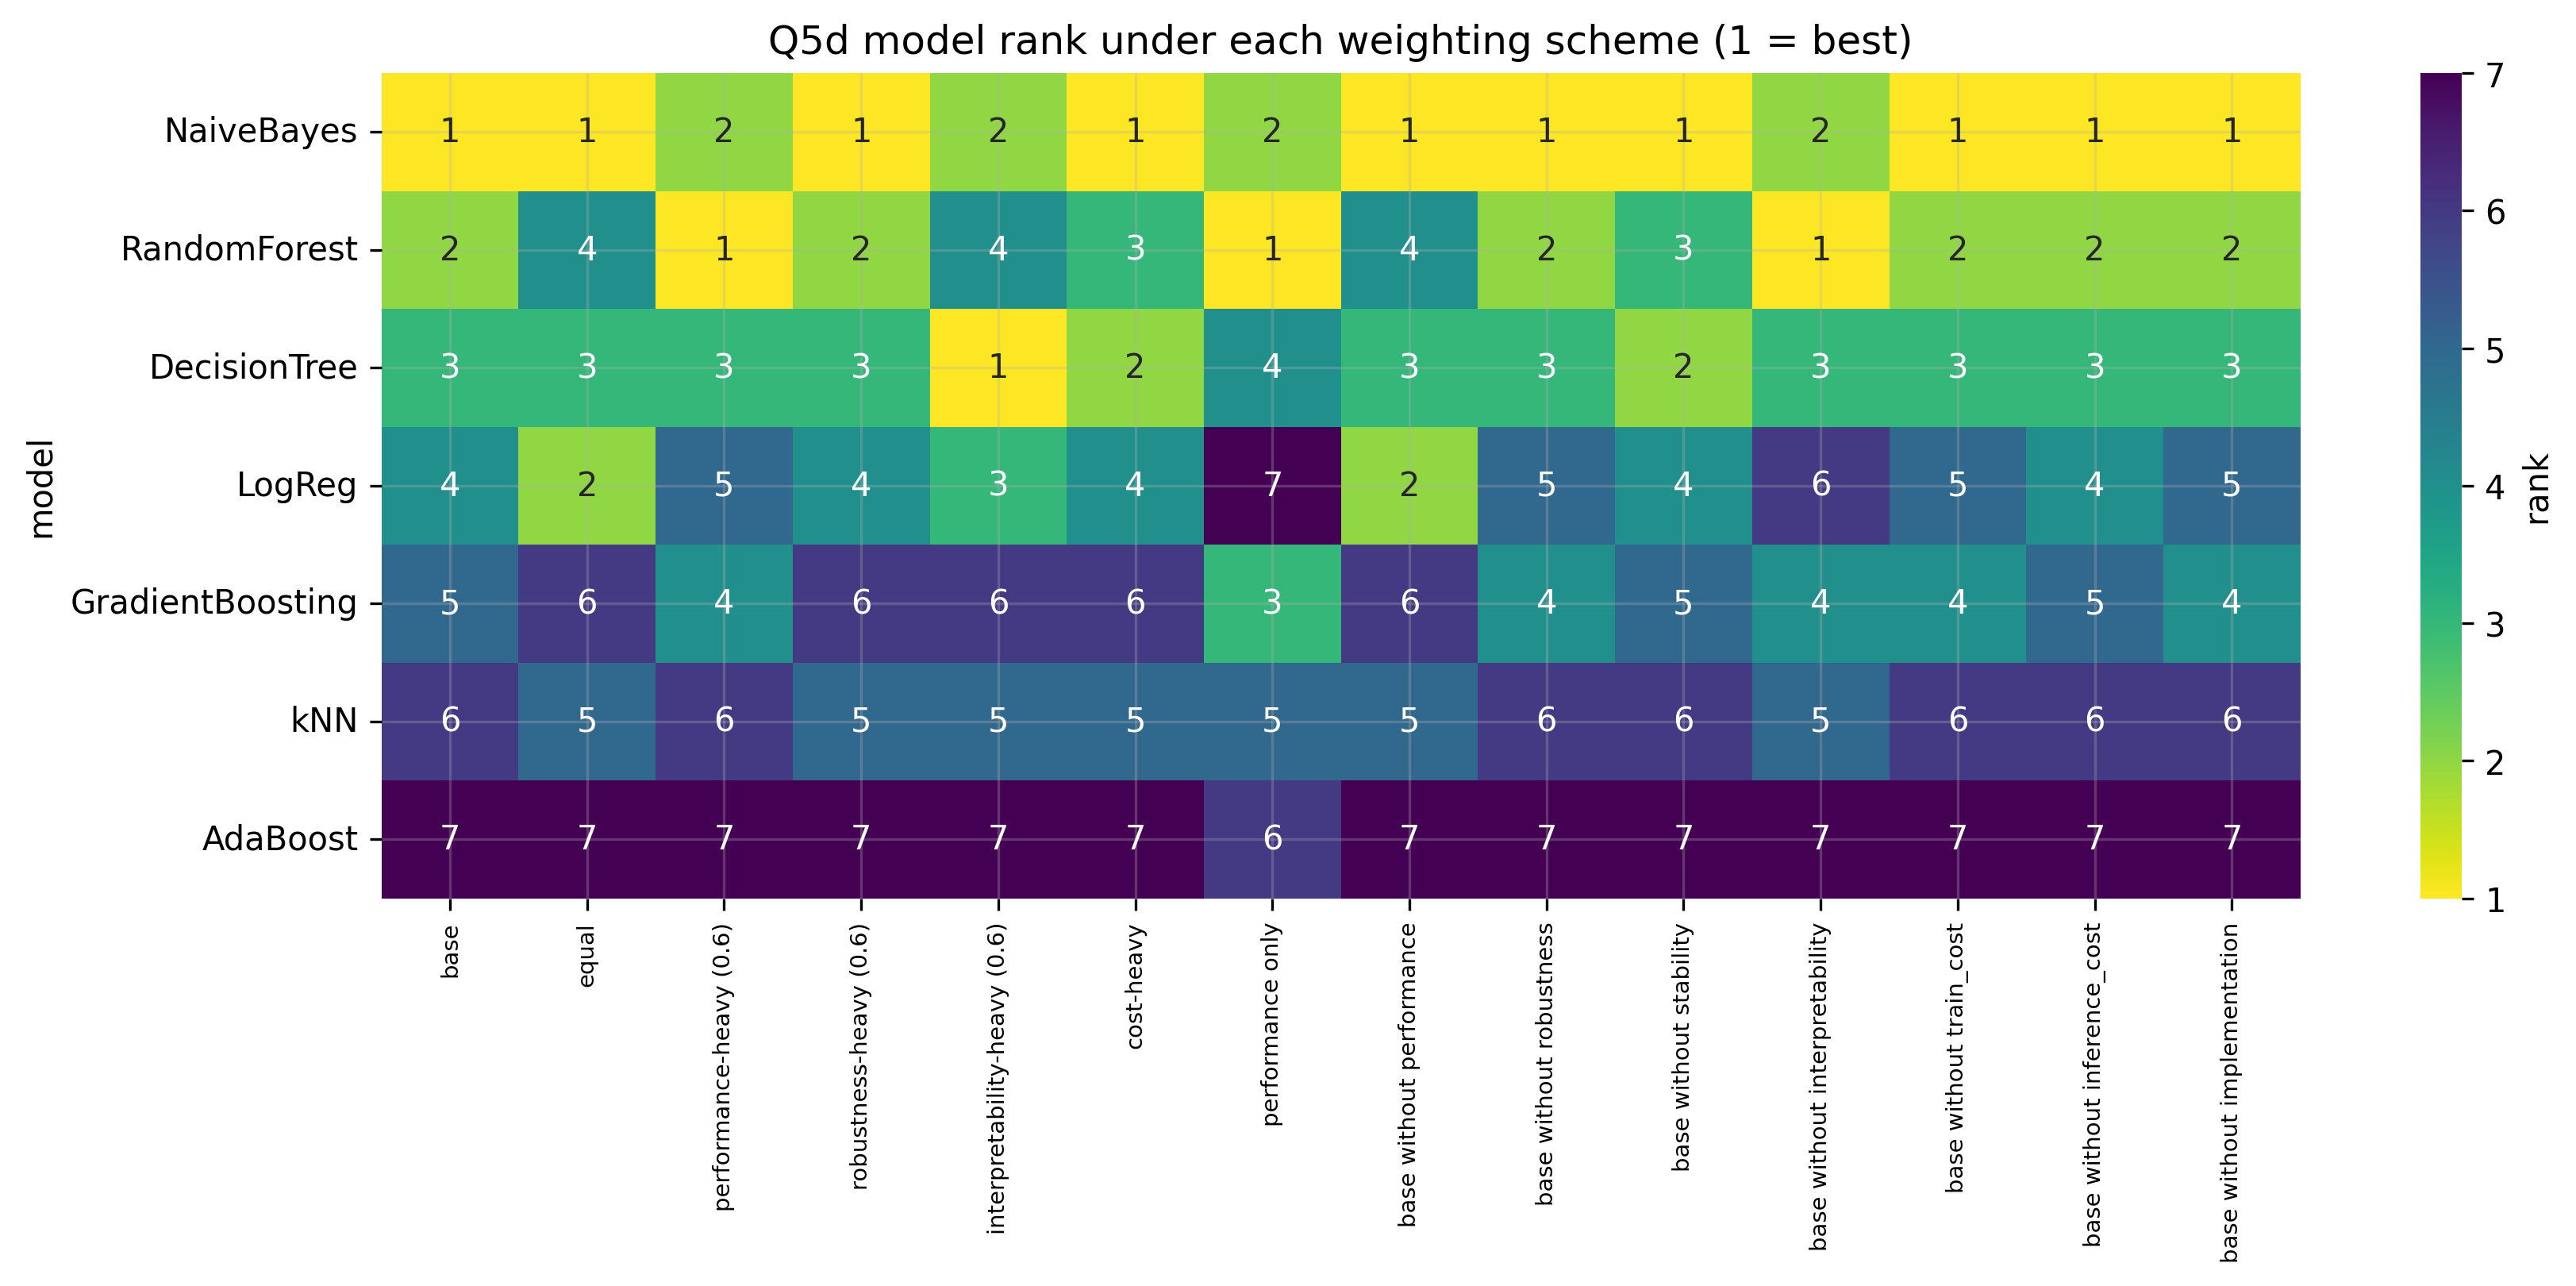 Q5d model rank under each weighting scheme (1 = best)
model
NaiveBayes 1 1 2 1 2 1 2 1 1 1 2 1 1 1
RandomForest 2 4 1 2 4 3 1 4 2 3 1 2 2 2
DecisionTree 3 3 3 3 1 2 4 3 3 2 3 3 3 3
LogReg 4 2 5 4 3 4 7 2 5 4 6 5 4 5
GradientBoosting 5 6 4 6 6 6 3 6 4 5 4 4 5 4
kNN 6 5 6 5 5 5 5 5 6 6 5 6 6 6
AdaBoost 7 7 7 7 7 7 6 7 7 7 7 7 7 7
base
equal
performance-heavy (0.6)
robustness-heavy (0.6)
interpretability-heavy (0.6)
cost-heavy
performance only
base without performance
base without robustness
base without stability
base without interpretability
base without train_cost
base without inference_cost
base without implementation
7
6
5
4
3
2
1
rank